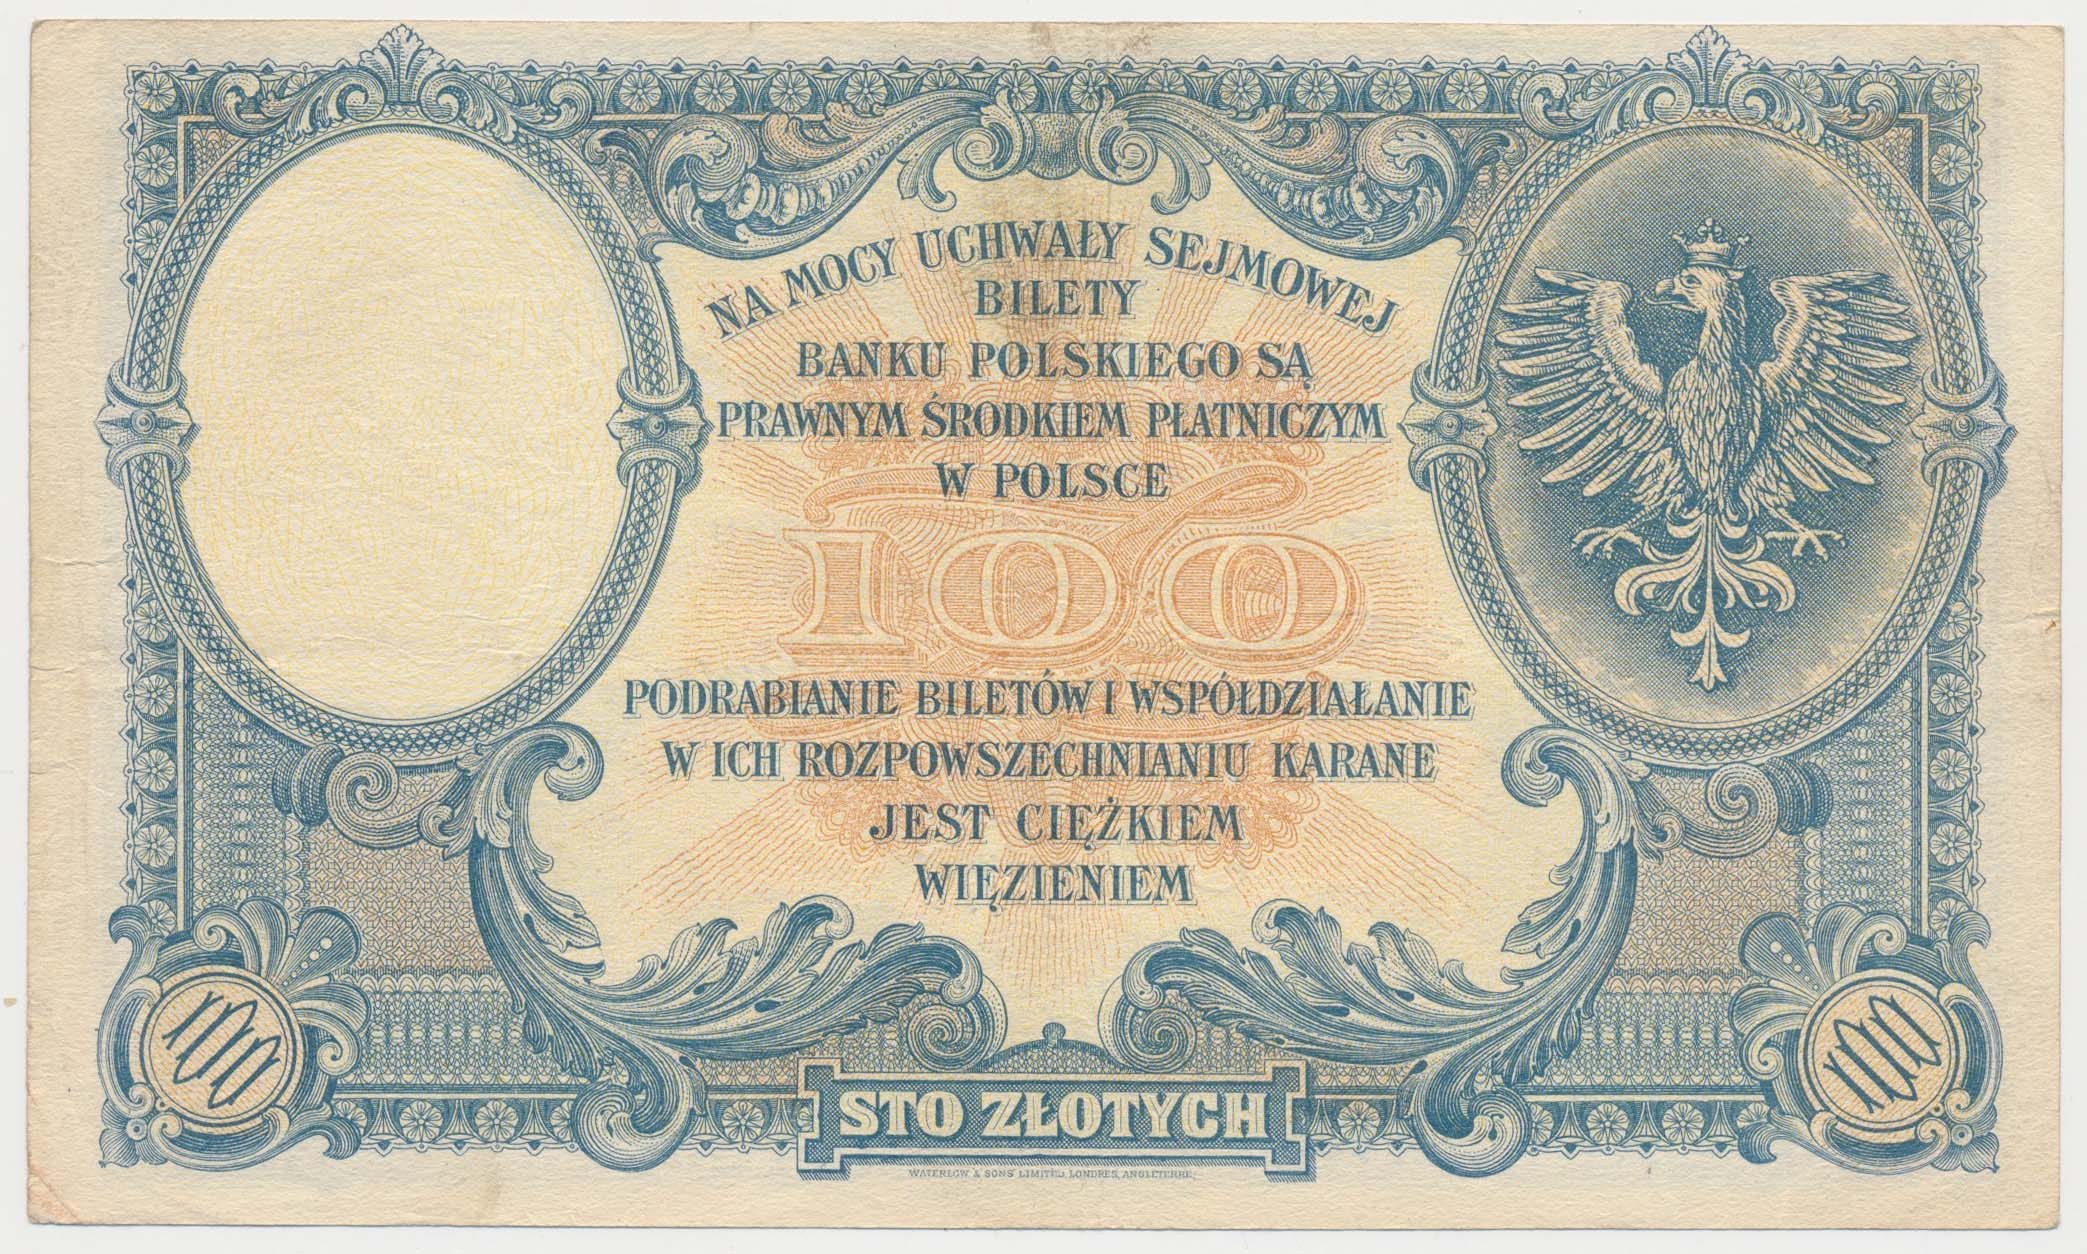 NA MOCY UCHWAŁY SEJMOWEJ
BILETY
BANKU POLSKIEGO SĄ
PRAWNYM ŚRODKIEM PŁATNICZYM
W POLSCE
100
PODRABIANIE BILETÓW I WSPÓŁDZIAŁANIE
W ICH ROZPOWSZECHNIANIU KARANE
JEST CIĘŻKIEM
WIĘZIENIEM
100
100
STO ZŁOTYCH
WATERLOW & SONS LIMITED, LONDRES, ANGLETERRE.